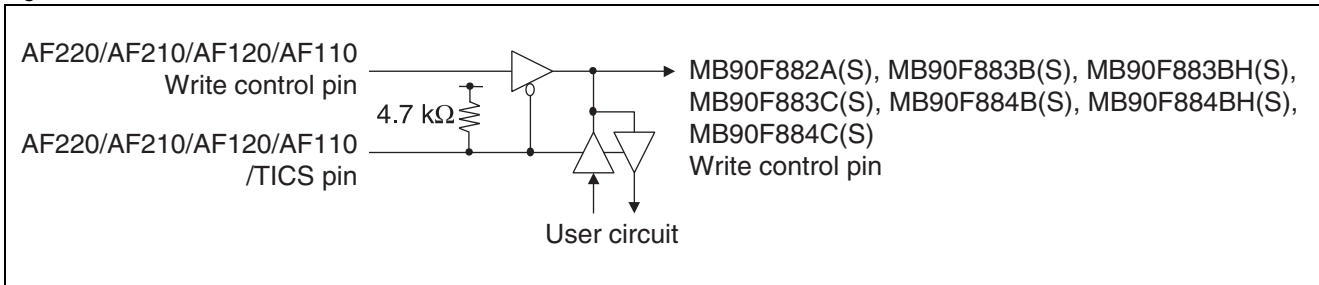 AF220/AF210/AF120/AF110
Write control pin
4.7 kΩ
AF220/AF210/AF120/AF110
/TICS pin
MB90F882A(S), MB90F883B(S), MB90F883BH(S),
MB90F883C(S), MB90F884B(S), MB90F884BH(S),
MB90F884C(S)
Write control pin
User circuit